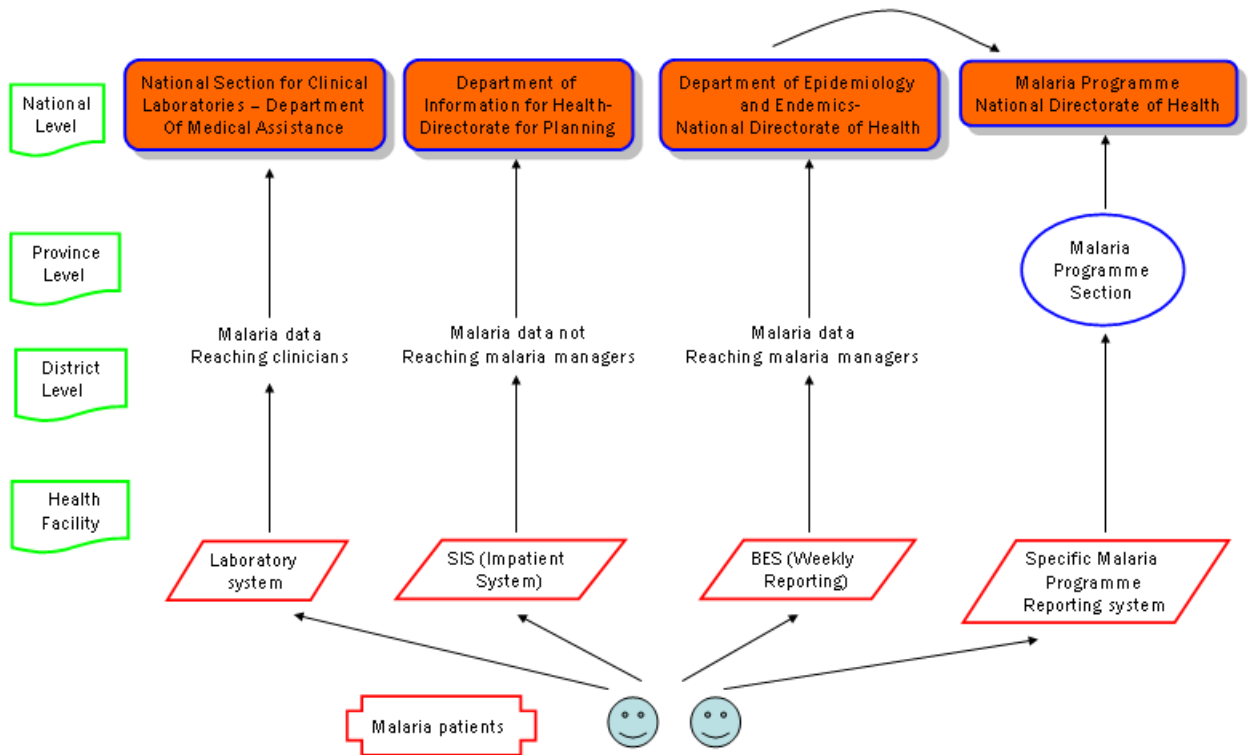 National
Level
National Section for Clinical
Laboratories – Department
Of Medical Assistance
Department of
Information for Health-
Directorate for Planning
Department of Epidemiology
and Endemics-
National Directorate of Health
Malaria Programme
National Directorate of Health
Province
Level
Malaria
Programme
Section
Malaria data
Reaching clinicians
Malaria data not
Reaching malaria managers
Malaria data
Reaching malaria managers
District
Level
Health
Facility
Laboratory
system
SIS (Impatient
System)
BES (Weekly
Reporting)
Specific Malaria
Programme
Reporting system
Malaria patients